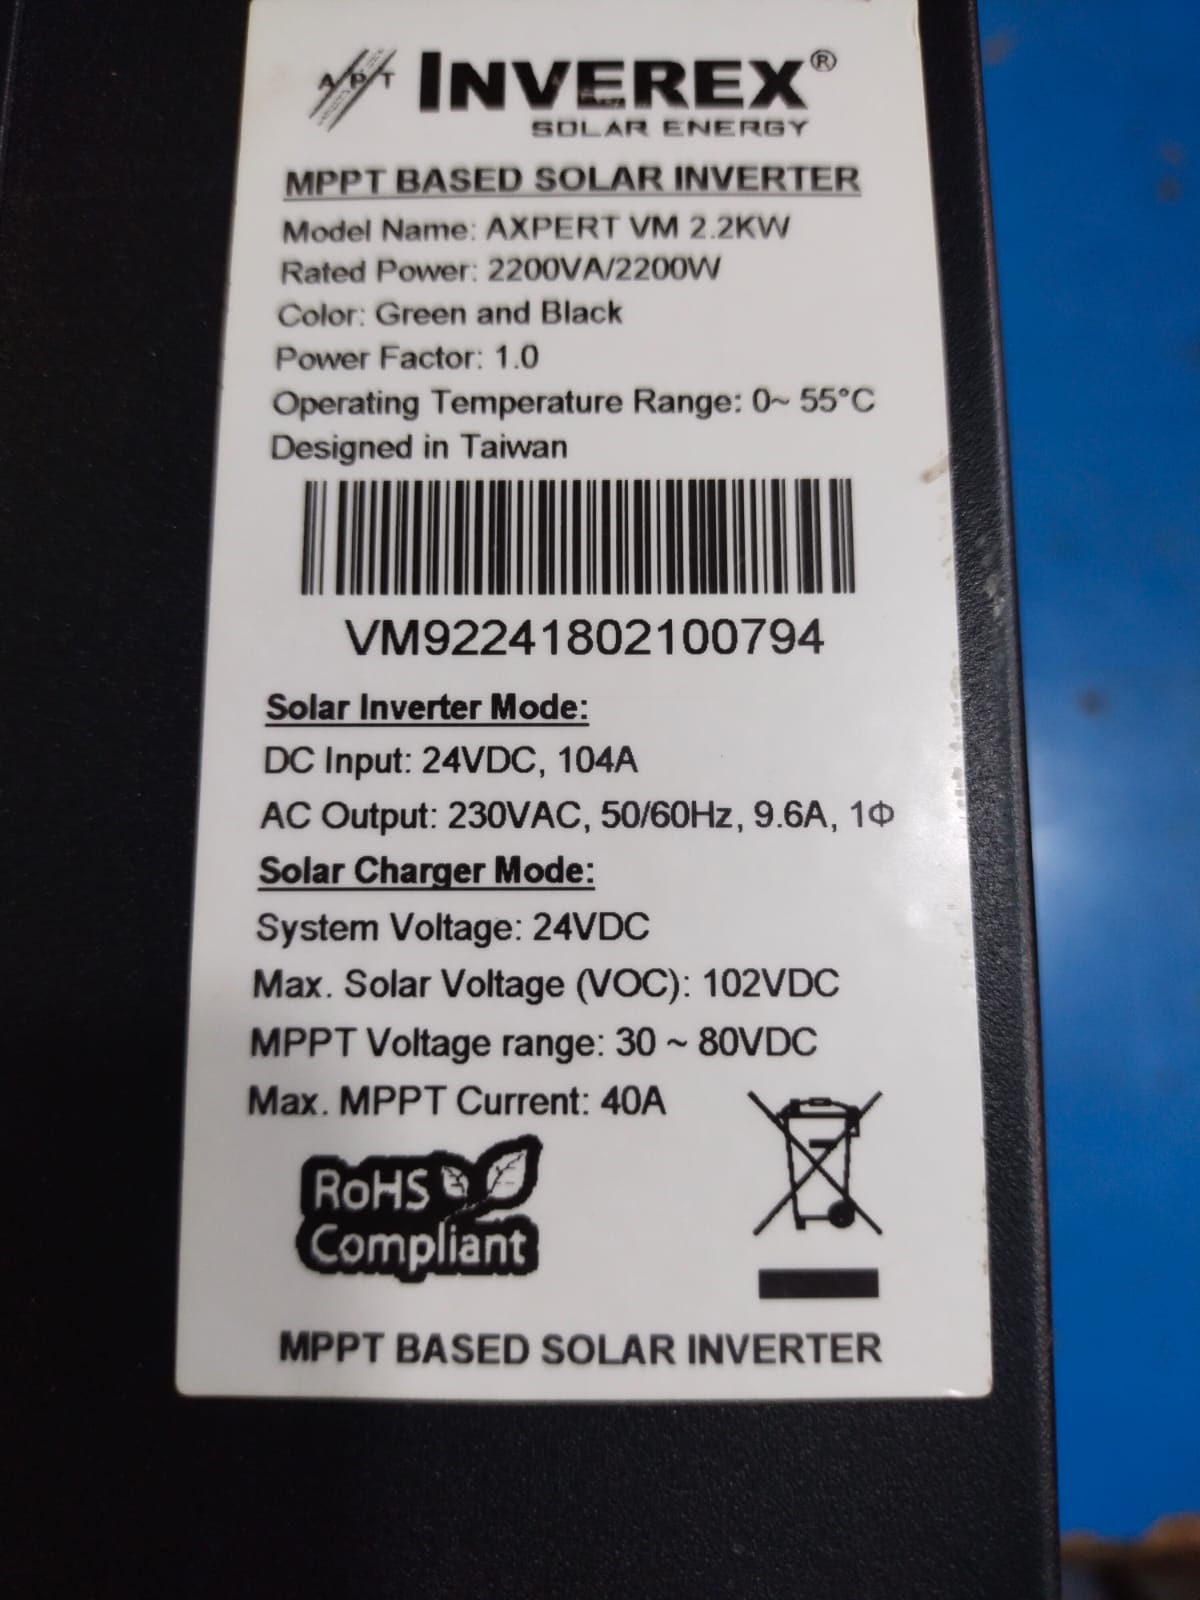 APT INVEREX®
SOLAR ENERGY
MPPT BASED SOLAR INVERTER
Model Name: AXPERT VM 2.2KW
Rated Power: 2200VA/2200W
Color: Green and Black
Power Factor: 1.0
Operating Temperature Range: 0~ 55°C
Designed in Taiwan
VM92241802100794
Solar Inverter Mode:
DC Input: 24VDC, 104A
AC Output: 230VAC, 50/60Hz, 9.6A, 1Φ
Solar Charger Mode:
System Voltage: 24VDC
Max. Solar Voltage (VOC): 102VDC
MPPT Voltage range: 30 ~ 80VDC
Max. MPPT Current: 40A
RoHS
Compliant
MPPT BASED SOLAR INVERTER